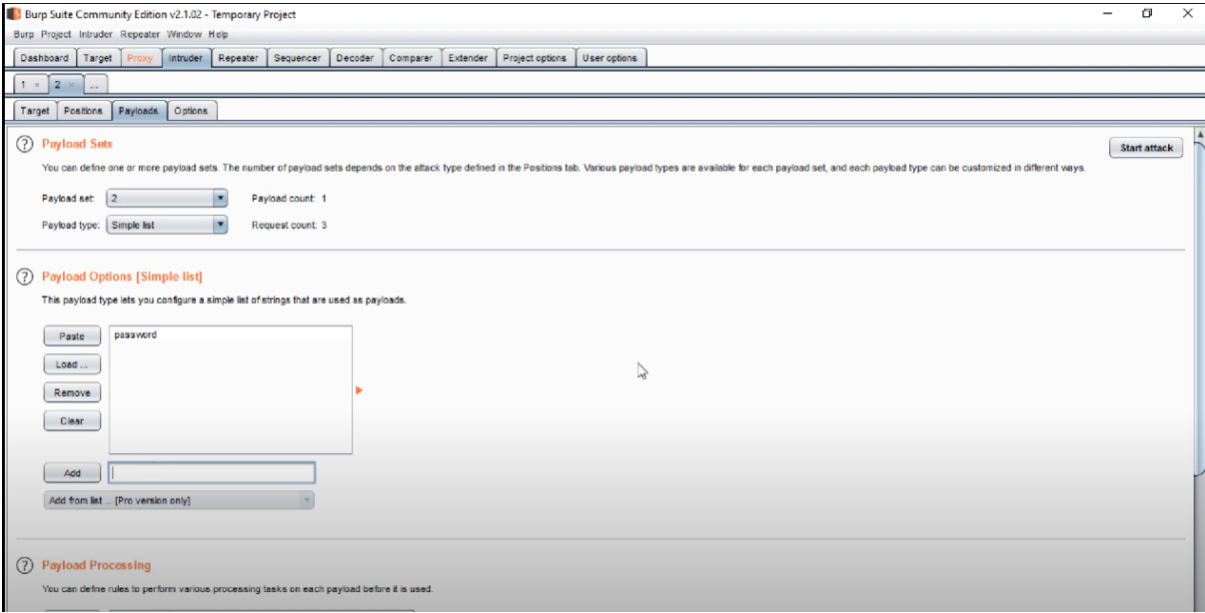 Burp Suite Community Edition v2.1.02 - Temporary Project
Burp Project Intruder Repeater Window Help
Dashboard Target Proxy Intruder Repeater Sequencer Decoder Comparer Extender Project options User options
1 × 2 × ...
Target Positions Payloads Options
? Payload Sets
Start attack
You can define one or more payload sets. The number of payload sets depends on the attack type defined in the Positions tab. Various payload types are available for each payload set, and each payload type can be customized in different ways.
Payload set: 2 Payload count: 1
Payload type: Simple list Request count: 3
? Payload Options [Simple list]
This payload type lets you configure a simple list of strings that are used as payloads.
Paste password
Load ...
Remove
Clear
Add
Add from list ... [Pro version only]
? Payload Processing
You can define rules to perform various processing tasks on each payload before it is used.